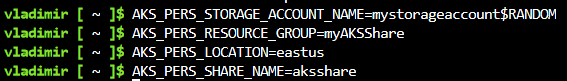 vladimir [ ~ ]$ AKS_PERS_STORAGE_ACCOUNT_NAME=mystorageaccount$RANDOM
vladimir [ ~ ]$ AKS_PERS_RESOURCE_GROUP=myAKSShare
vladimir [ ~ ]$ AKS_PERS_LOCATION=eastus
vladimir [ ~ ]$ AKS_PERS_SHARE_NAME=aksshare